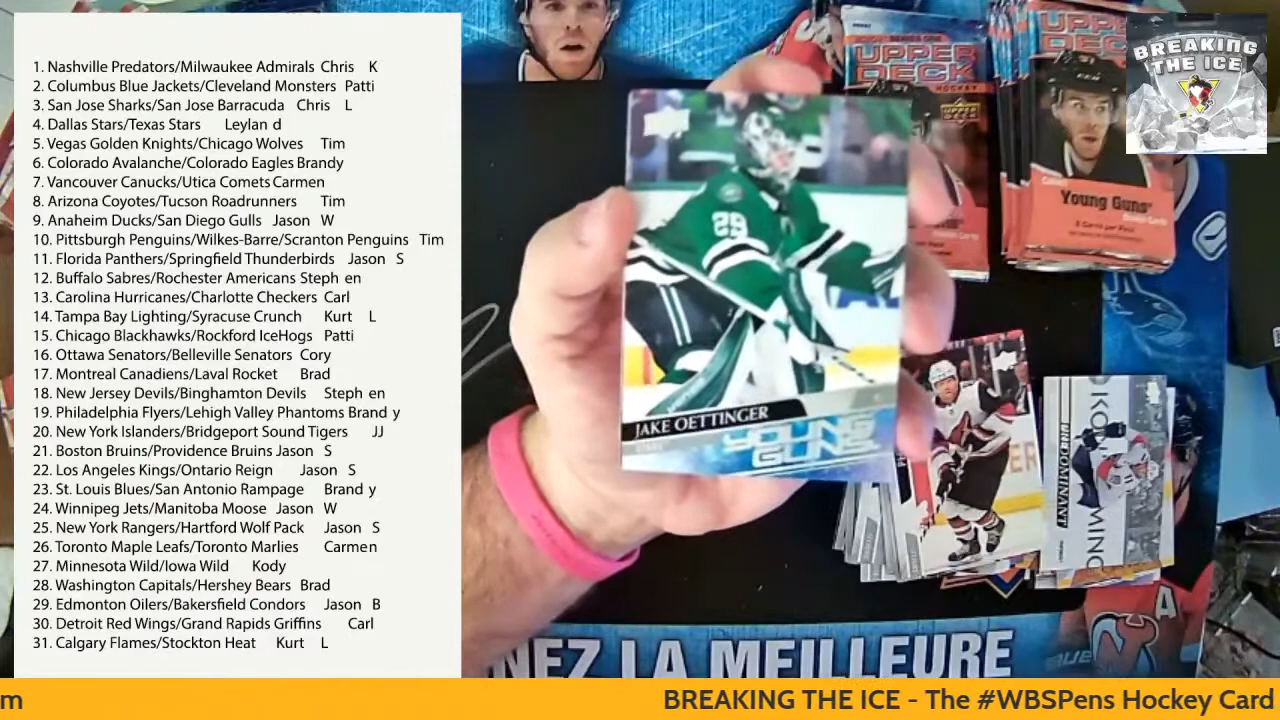 1. Nashville Predators/Milwaukee Admirals Chris K
2. Columbus Blue Jackets/Cleveland Monsters Patti
3. San Jose Sharks/San Jose Barracuda Chris L
4. Dallas Stars/Texas Stars Leylan d
5. Vegas Golden Knights/Chicago Wolves Tim
6. Colorado Avalanche/Colorado Eagles Brandy
7. Vancouver Canucks/Utica Comets Carmen
8. Arizona Coyotes/Tucson Roadrunners Tim
9. Anaheim Ducks/San Diego Gulls Jason W
10. Pittsburgh Penguins/Wilkes-Barre/Scranton Penguins Tim
11. Florida Panthers/Springfield Thunderbirds Jason S
12. Buffalo Sabres/Rochester Americans Steph en
13. Carolina Hurricanes/Charlotte Checkers Carl
14. Tampa Bay Lighting/Syracuse Crunch Kurt L
15. Chicago Blackhawks/Rockford IceHogs Patti
16. Ottawa Senators/Belleville Senators Cory
17. Montreal Canadiens/Laval Rocket Brad
18. New Jersey Devils/Binghamton Devils Steph en
19. Philadelphia Flyers/Lehigh Valley Phantoms Brand y
20. New York Islanders/Bridgeport Sound Tigers JJ
21. Boston Bruins/Providence Bruins Jason S
22. Los Angeles Kings/Ontario Reign Jason S
23. St. Louis Blues/San Antonio Rampage Brand y
24. Winnipeg Jets/Manitoba Moose Jason W
25. New York Rangers/Hartford Wolf Pack Jason S
26. Toronto Maple Leafs/Toronto Marlies Carmen
27. Minnesota Wild/Iowa Wild Kody
28. Washington Capitals/Hershey Bears Brad
29. Edmonton Oilers/Bakersfield Condors Jason B
30. Detroit Red Wings/Grand Rapids Griffins Carl
31. Calgary Flames/Stockton Heat Kurt L
UPPER
DECK
HOCKEY
UPPER
DEC
Young Guns
BREAKING
THE ICE
29
JAKE OETTINGER
YOUNG
GUNS
DOMINANT
A
NEZ LA MEILLEURE
m BREAKING THE ICE - The #WBSPens Hockey Card